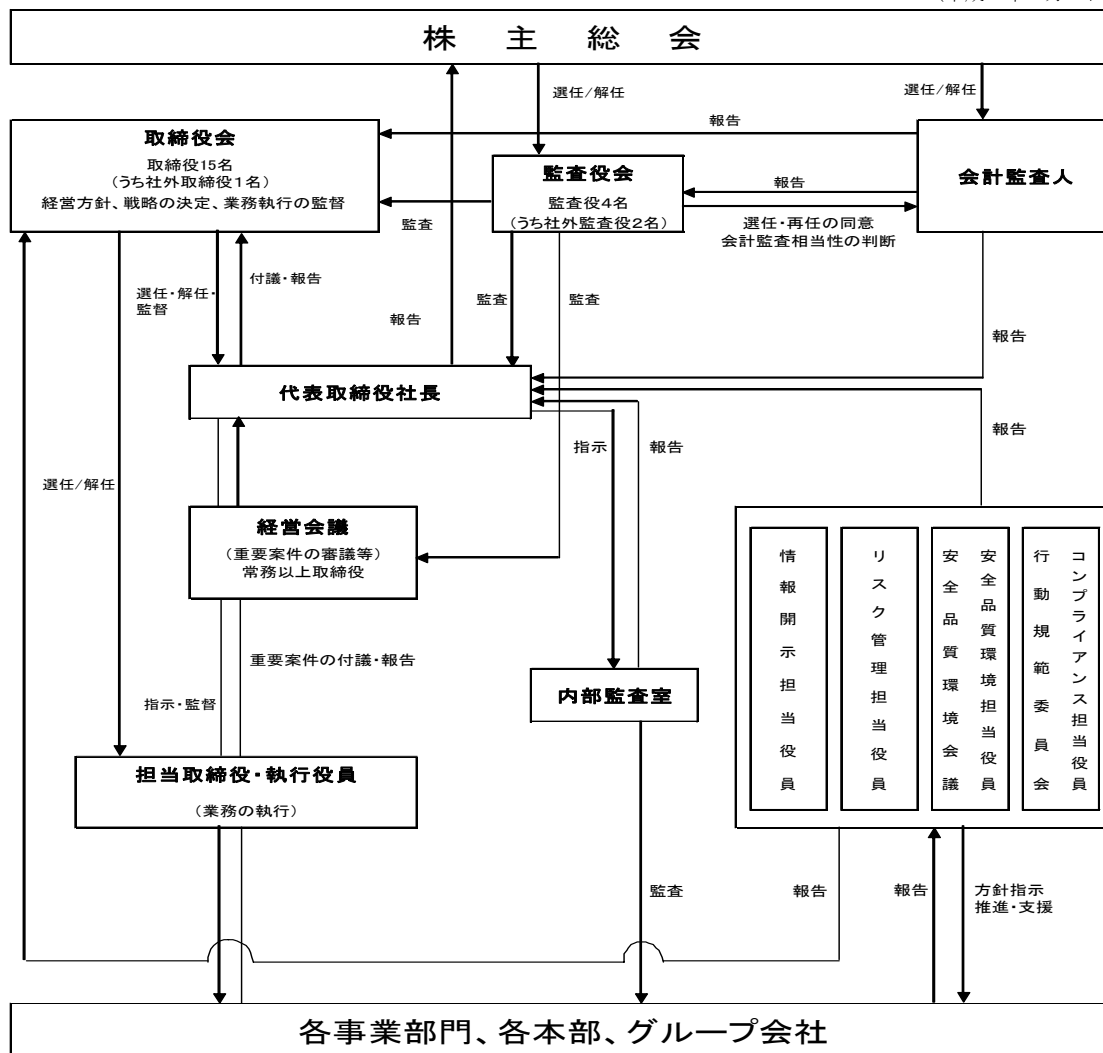 株主総会
選任/解任
選任/解任
報告
取締役会
取締役15名
(うち社外取締役1名)
経営方針、戦略の決定、業務執行の監督
監査役会
監査役4名
(うち社外監査役2名)
会計監査人
報告
監査
選任・再任の同意
会計監査相当性の判断
選任・解任・
監督
付議・報告
報告
監査
監査
報告
代表取締役社長
指示
報告
報告
選任/解任
経営会議
(重要案件の審議等)
常務以上取締役
情報開示担当役員
リスク管理担当役員
安全品質環境担当役員
安全品質環境会議
コンプライアンス担当役員
行動規範委員会
重要案件の付議・報告
指示・監督
内部監査室
担当取締役・執行役員
(業務の執行)
監査
報告
報告
方針指示
推進・支援
各事業部門、各本部、グループ会社